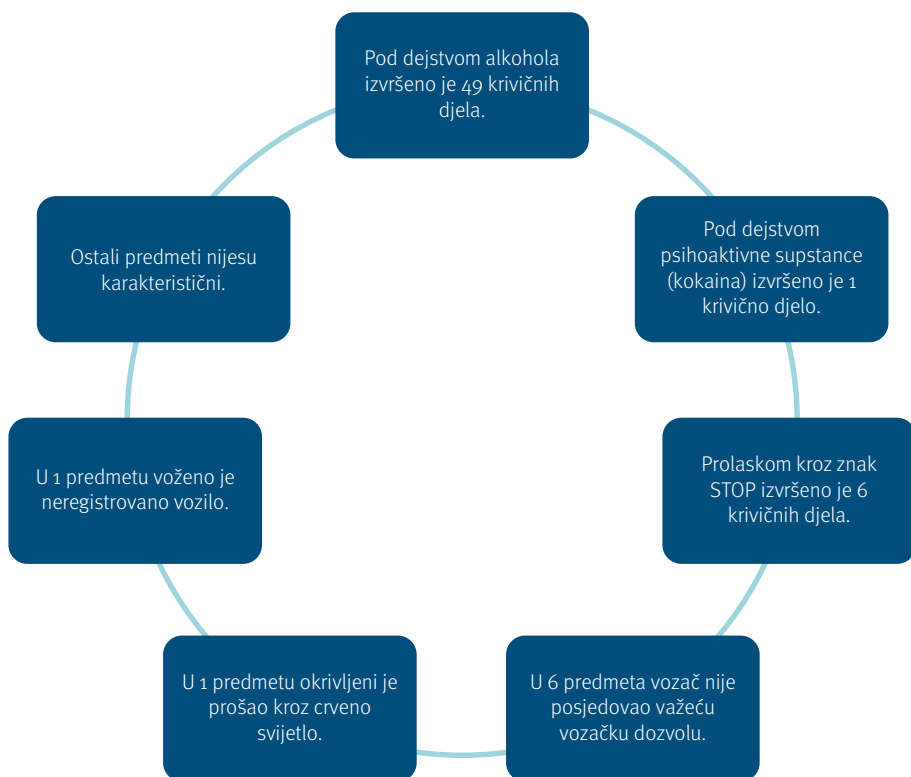 Pod dejstvom alkohola
izvršeno je 49 krivičnih
djela.
Pod dejstvom
psihoaktivne supstance
(kokaina) izvršeno je 1
krivično djelo.
Prolaskom kroz znak
STOP izvršeno je 6
krivičnih djela.
U 6 predmeta vozač nije
posjedovao važeću
vozačku dozvolu.
U 1 predmetu okrivljeni je
prošao kroz crveno
svijetlo.
U 1 predmetu voženo je
neregistrovano vozilo.
Ostali predmeti nijesu
karakteristični.